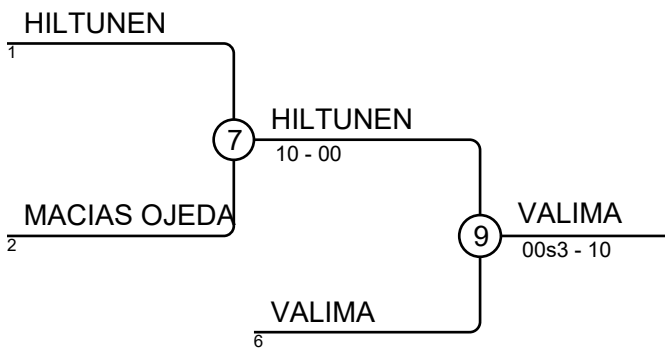 HILTUNEN
1
7
HILTUNEN
10 - 00
MACIAS OJEDA
2
9
VALIMA
00s3 - 10
VALIMA
6